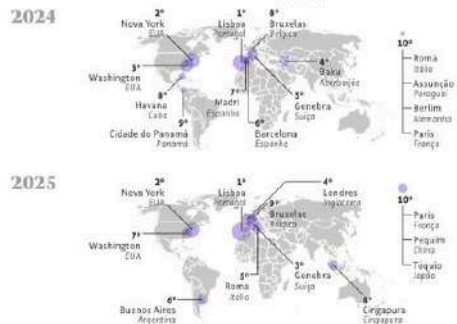 2024
2º
Nova York
EUA
1º
Lisboa
Portugal
8º
Bruxelas
Bélgica
3º
Washington
EUA
8º
Havana
Cuba
9º
Cidade do Panamá
Panamá
7º
Madri
Espanha
6º
Barcelona
Espanha
5º
Genebra
Suíça
4º
Baku
Azerbaijão
10º
Roma
Itália
Assunção
Paraguai
Berlim
Alemanha
Paris
França
2025
2º
Nova York
EUA
1º
Lisboa
Portugal
4º
Londres
Inglaterra
9º
Bruxelas
Bélgica
7º
Washington
EUA
5º
Roma
Itália
3º
Genebra
Suíça
6º
Buenos Aires
Argentina
8º
Cingapura
Cingapura
10º
Paris
França
Pequim
China
Tóquio
Japão